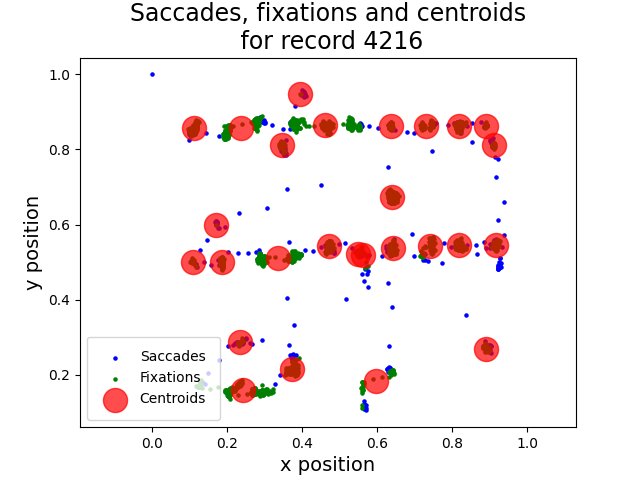 Saccades, fixations and centroids
for record 4216
1.0
0.8
0.6
0.4
0.2
y position
Saccades
Fixations
Centroids
0.0
0.2
0.4
0.6
0.8
1.0
x position